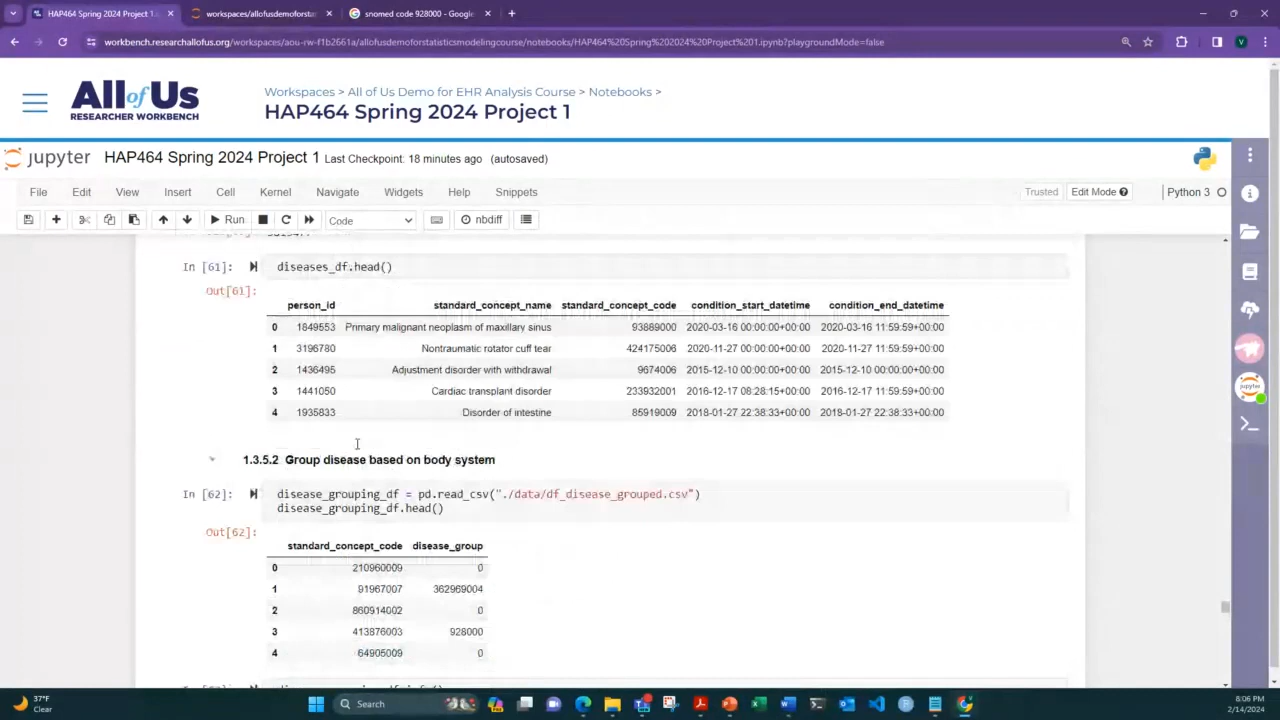 HAP464 Spring 2024 Project 1
workspaces/allofusdemoforstat
snomed code 928000 - Google
workbench.researchallofus.org/workspaces/aou-rw-f1b2661a/allofusdemoforstatisticsmodelingcourse/notebooks/HAP464%20Spring%202024%20Project%201.ipynb?playgroundMode=false
V
All of Us
RESEARCHER WORKBENCH
Workspaces > All of Us Demo for EHR Analysis Course > Notebooks >
HAP464 Spring 2024 Project 1
jupyter HAP464 Spring 2024 Project 1 Last Checkpoint: 18 minutes ago (autosaved)
File Edit View Insert Cell Kernel Navigate Widgets Help Snippets Trusted Edit Mode Python 3
Run Code nbdiff
In [61]: diseases_df.head()
Out[61]:
person_id standard_concept_name standard_concept_code condition_start_datetime condition_end_datetime
0 1849553 Primary malignant neoplasm of maxillary sinus 93889000 2020-03-16 00:00:00+00:00 2020-03-16 11:59:59+00:00
1 3196780 Nontraumatic rotator cuff tear 424175006 2020-11-27 00:00:00+00:00 2020-11-27 11:59:59+00:00
2 1436495 Adjustment disorder with withdrawal 9674006 2015-12-10 00:00:00+00:00 2015-12-10 00:00:00+00:00
3 1441050 Cardiac transplant disorder 233932001 2016-12-17 08:28:15+00:00 2016-12-17 11:59:59+00:00
4 1935833 Disorder of intestine 85919009 2018-01-27 22:38:33+00:00 2018-01-27 22:38:33+00:00
1.3.5.2 Group disease based on body system
In [62]: disease_grouping_df = pd.read_csv("./data/df_disease_grouped.csv")
disease_grouping_df.head()
Out[62]:
standard_concept_code disease_group
0 210960009 0
1 91967007 362969004
2 860914002 0
3 413876003 928000
4 64905009 0
37°F
Clear
Search
8:06 PM
2/14/2024